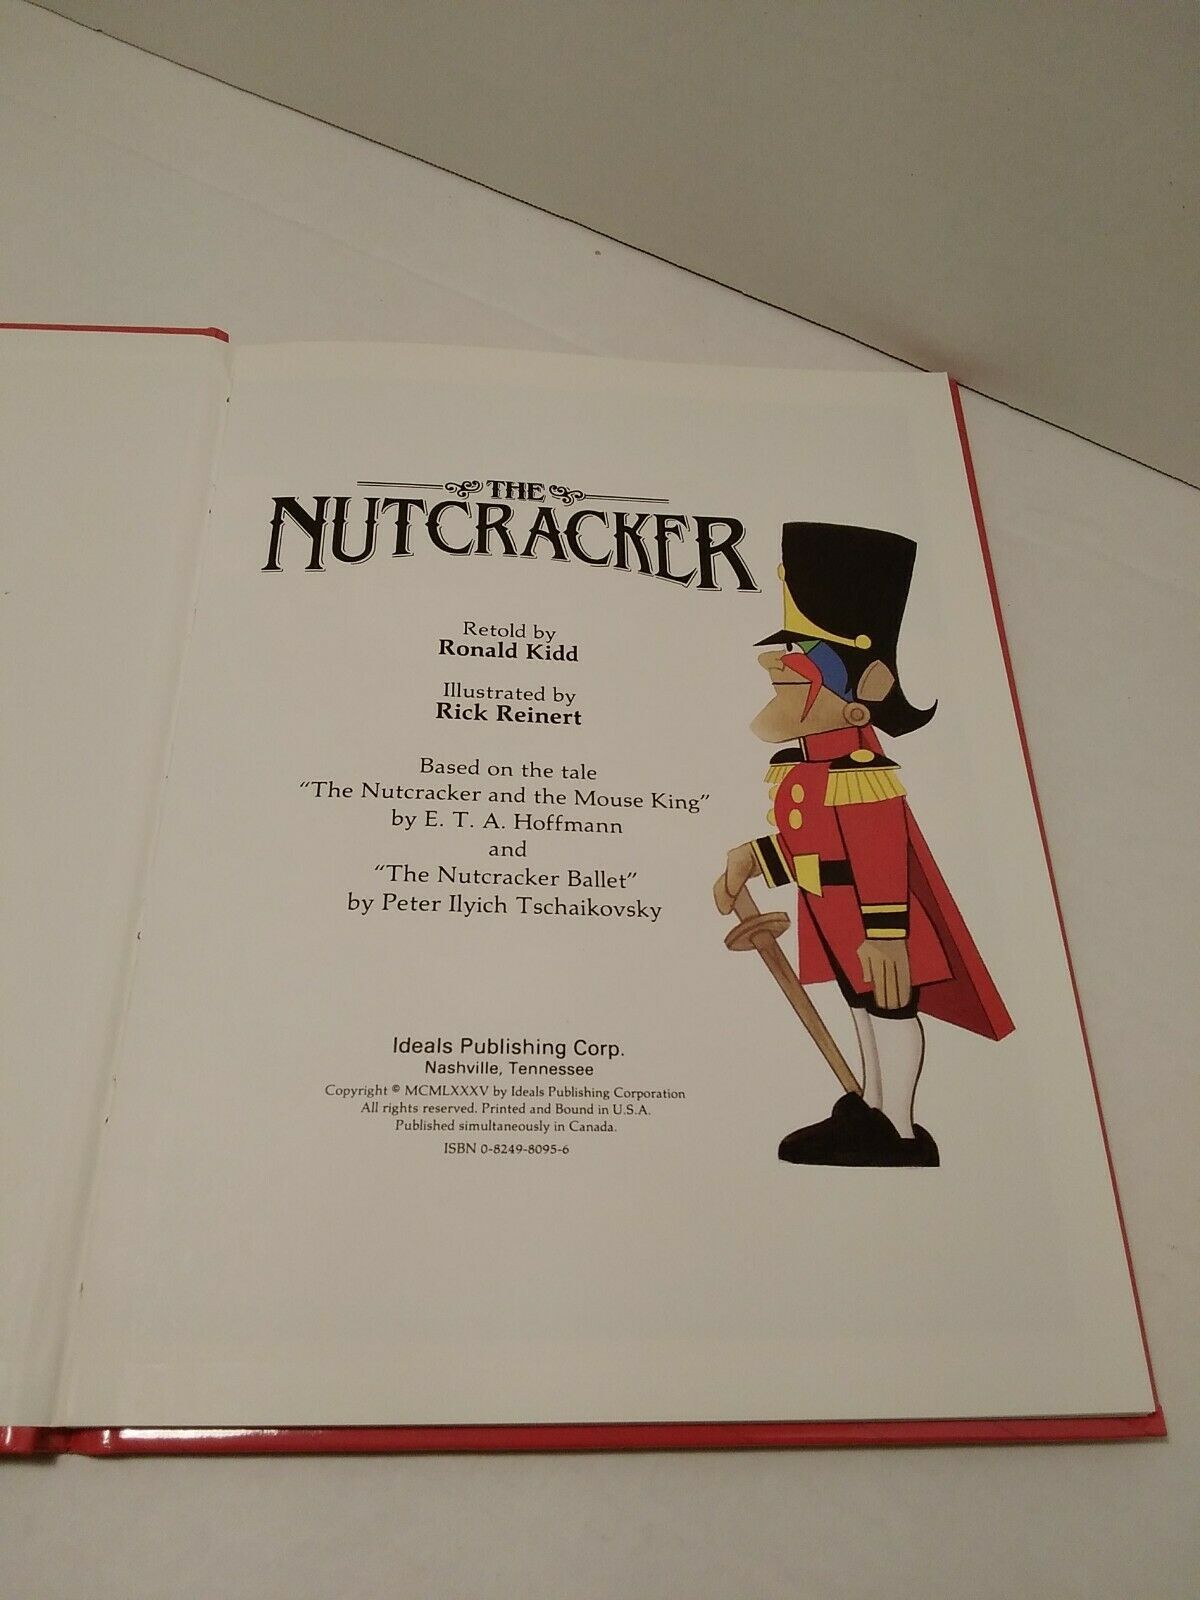 THE
NUTCRACKER
Retold by
Ronald Kidd
Illustrated by
Rick Reinert
Based on the tale
“The Nutcracker and the Mouse King”
by E. T. A. Hoffmann
and
“The Nutcracker Ballet”
by Peter Ilyich Tschaikovsky
Ideals Publishing Corp.
Nashville, Tennessee
Copyright © MCMLXXXV by Ideals Publishing Corporation
All rights reserved. Printed and Bound in U.S.A.
Published simultaneously in Canada.
ISBN 0-8249-8095-6